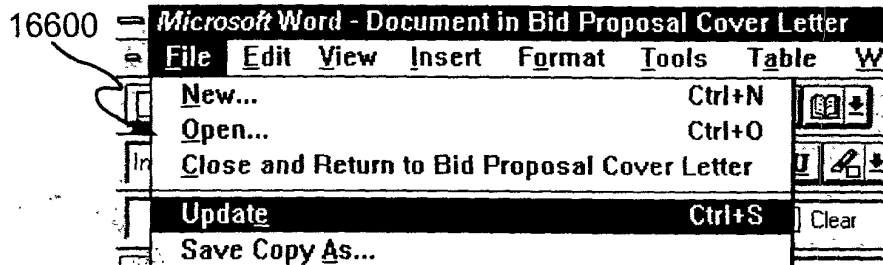 16600
Microsoft Word - Document in Bid Proposal Cover Letter
File Edit View Insert Format Tools Table W
New... Ctrl+N
Open... Ctrl+O
Close and Return to Bid Proposal Cover Letter
In U
Update Ctrl+S
Clear
Save Copy As...